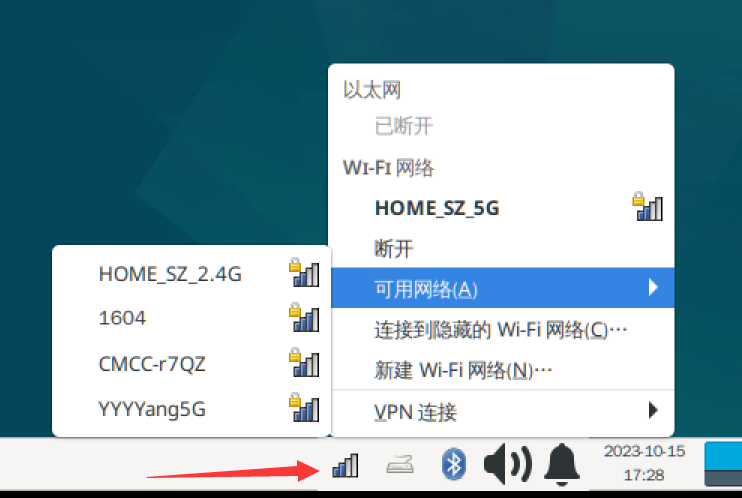 以太网
已断开
WI-FI 网络
HOME_SZ_5G
断开
可用网络(A)
连接到隐藏的 Wi-Fi 网络(C)…
新建 Wi-Fi 网络(N)…
VPN 连接
HOME_SZ_2.4G
1604
CMCC-r7QZ
YYYYang5G
2023-10-15
17:28